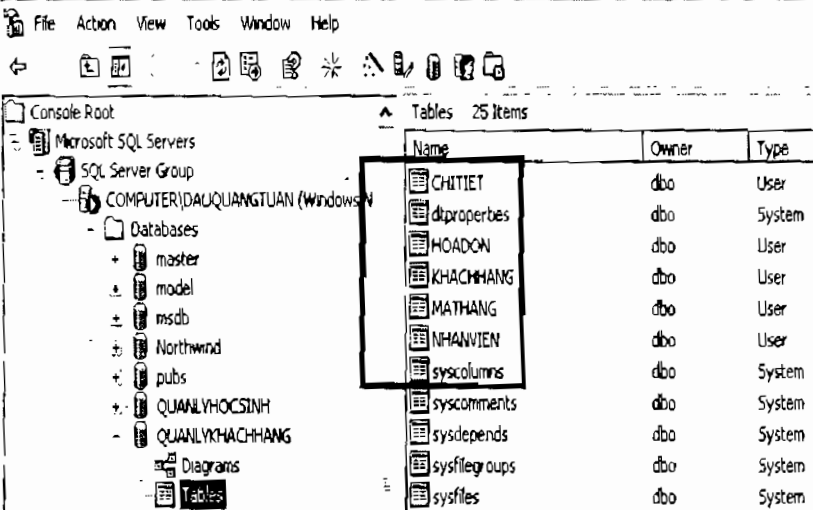 File Action View Tools Window Help
Console Root
Microsoft SQL Servers
SQL Server Group
COMPUTER\DAUQUANGTUAN (Windows N
Databases
master
model
msdb
Northwind
pubs
QUANLYHOCSINH
QUANLYKHACHHANG
Diagrams
Tables
Tables 25 Items
Name Owner Type
CHITIET dbo User
dtproperties dbo System
HOADON dbo User
KHACHHANG dbo User
MATHANG dbo User
NHANVIEN dbo User
syscolumns dbo System
syscomments dbo System
sysdepends dbo System
sysfilegroups dbo System
sysfiles dbo System